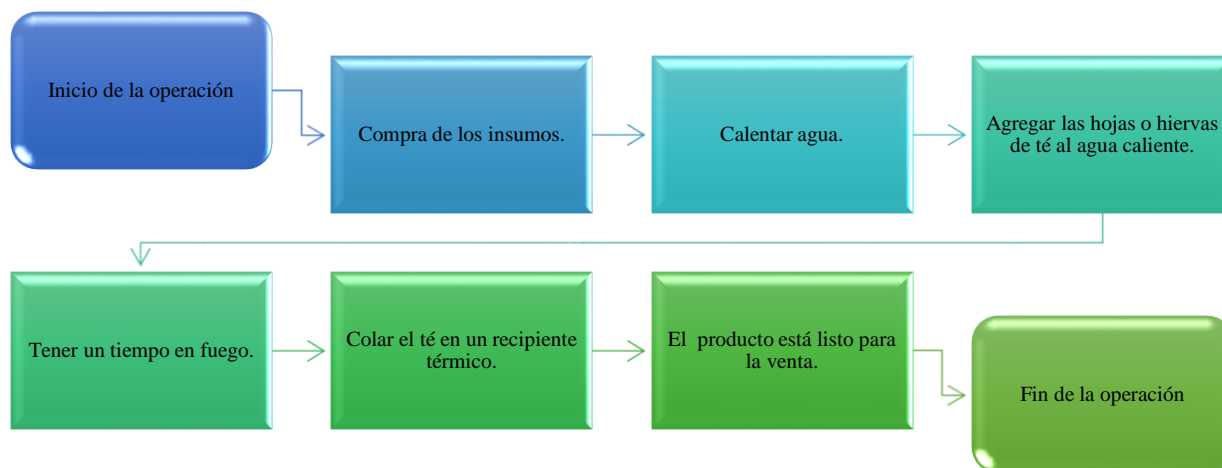 Inicio de la operación
Compra de los insumos.
Calentar agua.
Agregar las hojas o hiervas
de té al agua caliente.
Tener un tiempo en fuego.
Colar el té en un recipiente
térmico.
El producto está listo para
la venta.
Fin de la operación